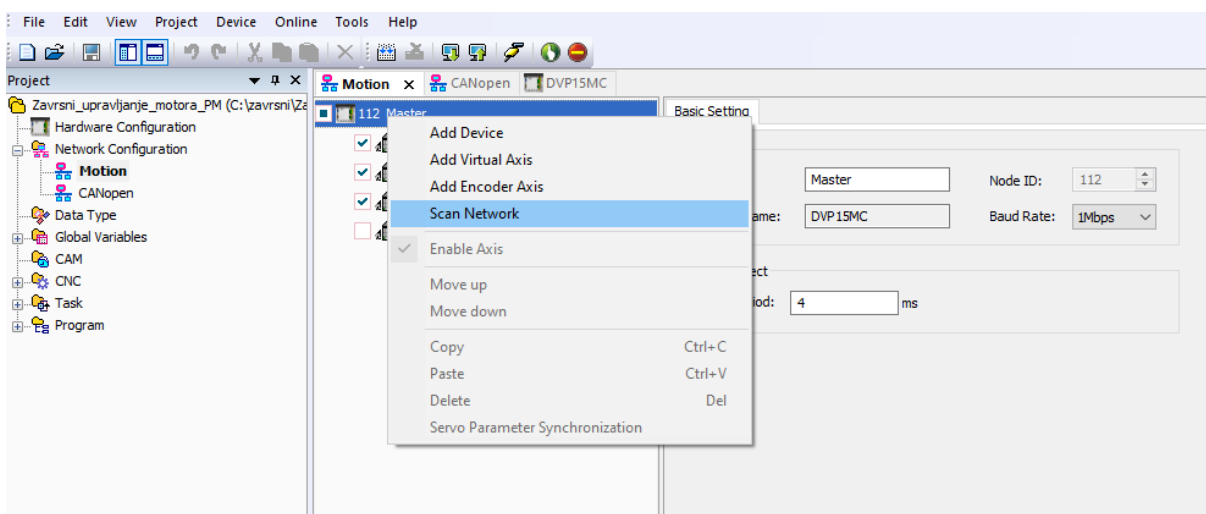 File Edit View Project Device Online Tools Help
Project
Motion x CANopen DVP15MC
Zavrsni_upravljanje_motora_PM (C:\zavrsni\Za
Hardware Configuration
Network Configuration
Motion
CANopen
Data Type
Global Variables
CAM
CNC
Task
Program
112 Master
Add Device
Add Virtual Axis
Add Encoder Axis
Scan Network
Enable Axis
Move up
Move down
Copy Ctrl+C
Paste Ctrl+V
Delete Del
Servo Parameter Synchronization
Basic Setting
Master Node ID: 112
ame: DVP15MC Baud Rate: 1Mbps
ect
iod: 4 ms